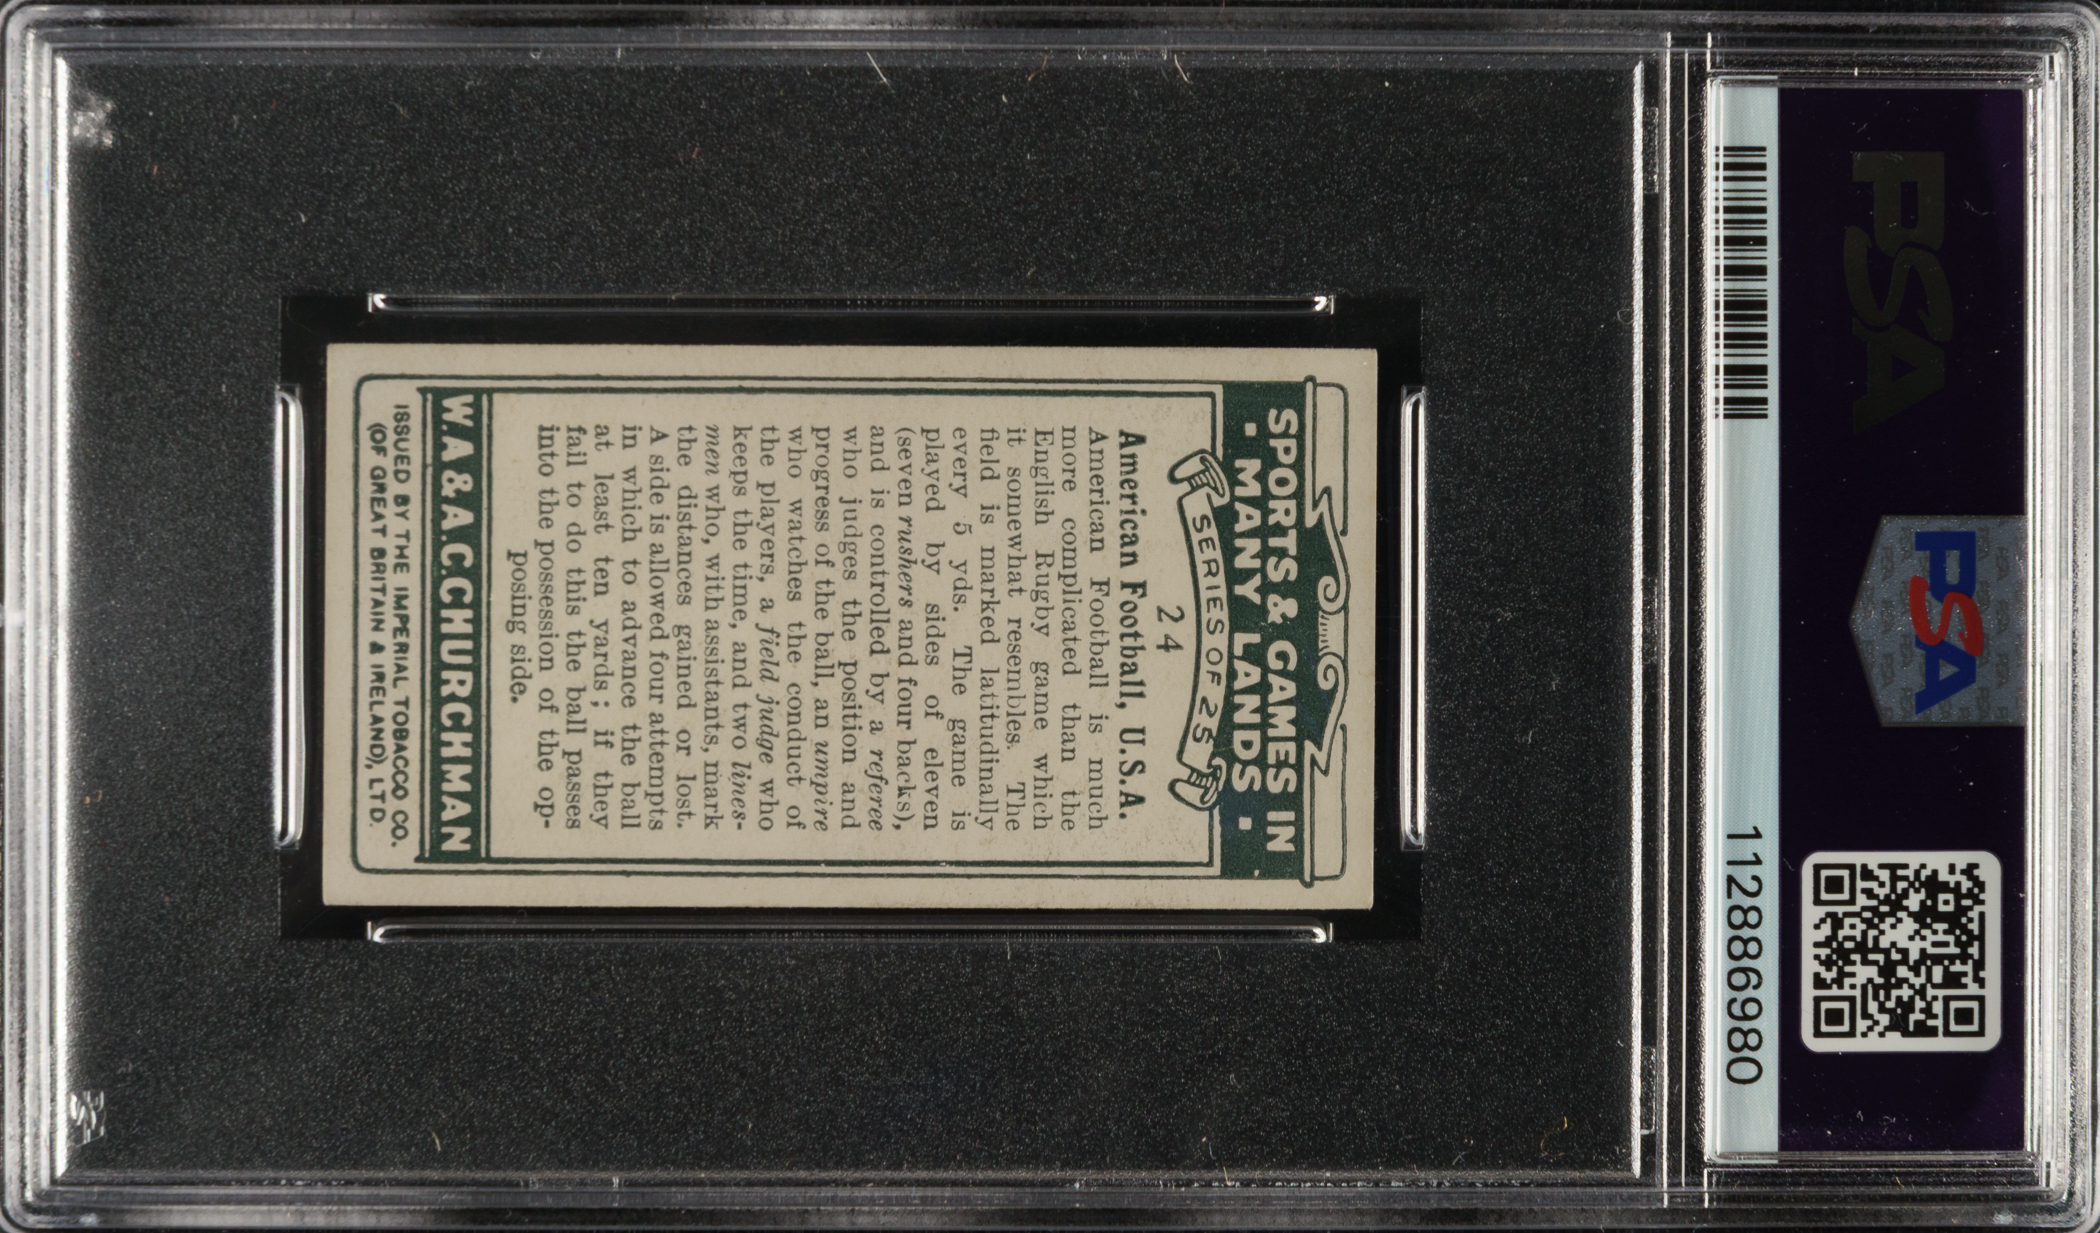 SPORTS & GAMES IN
· MANY LANDS ·
SERIES OF 25
24
American Football, U.S.A.
American Football is much
more complicated than the
English Rugby game which
it somewhat resembles. The
field is marked latitudinally
every 5 yds. The game is
played by sides of eleven
(seven rushers and four backs),
and is controlled by a referee
who judges the position and
progress of the ball, an umpire
who watches the conduct of
the players, a field judge who
keeps the time, and two lines-
men who, with assistants, mark
the distances gained or lost.
A side is allowed four attempts
in which to advance the ball
at least ten yards; if they
fail to do this the ball passes
into the possession of the op-
posing side.
W.A & A.C. CHURCHMAN
ISSUED BY THE IMPERIAL TOBACCO CO.
(OF GREAT BRITAIN & IRELAND), LTD.
PSA
PSA
112886980